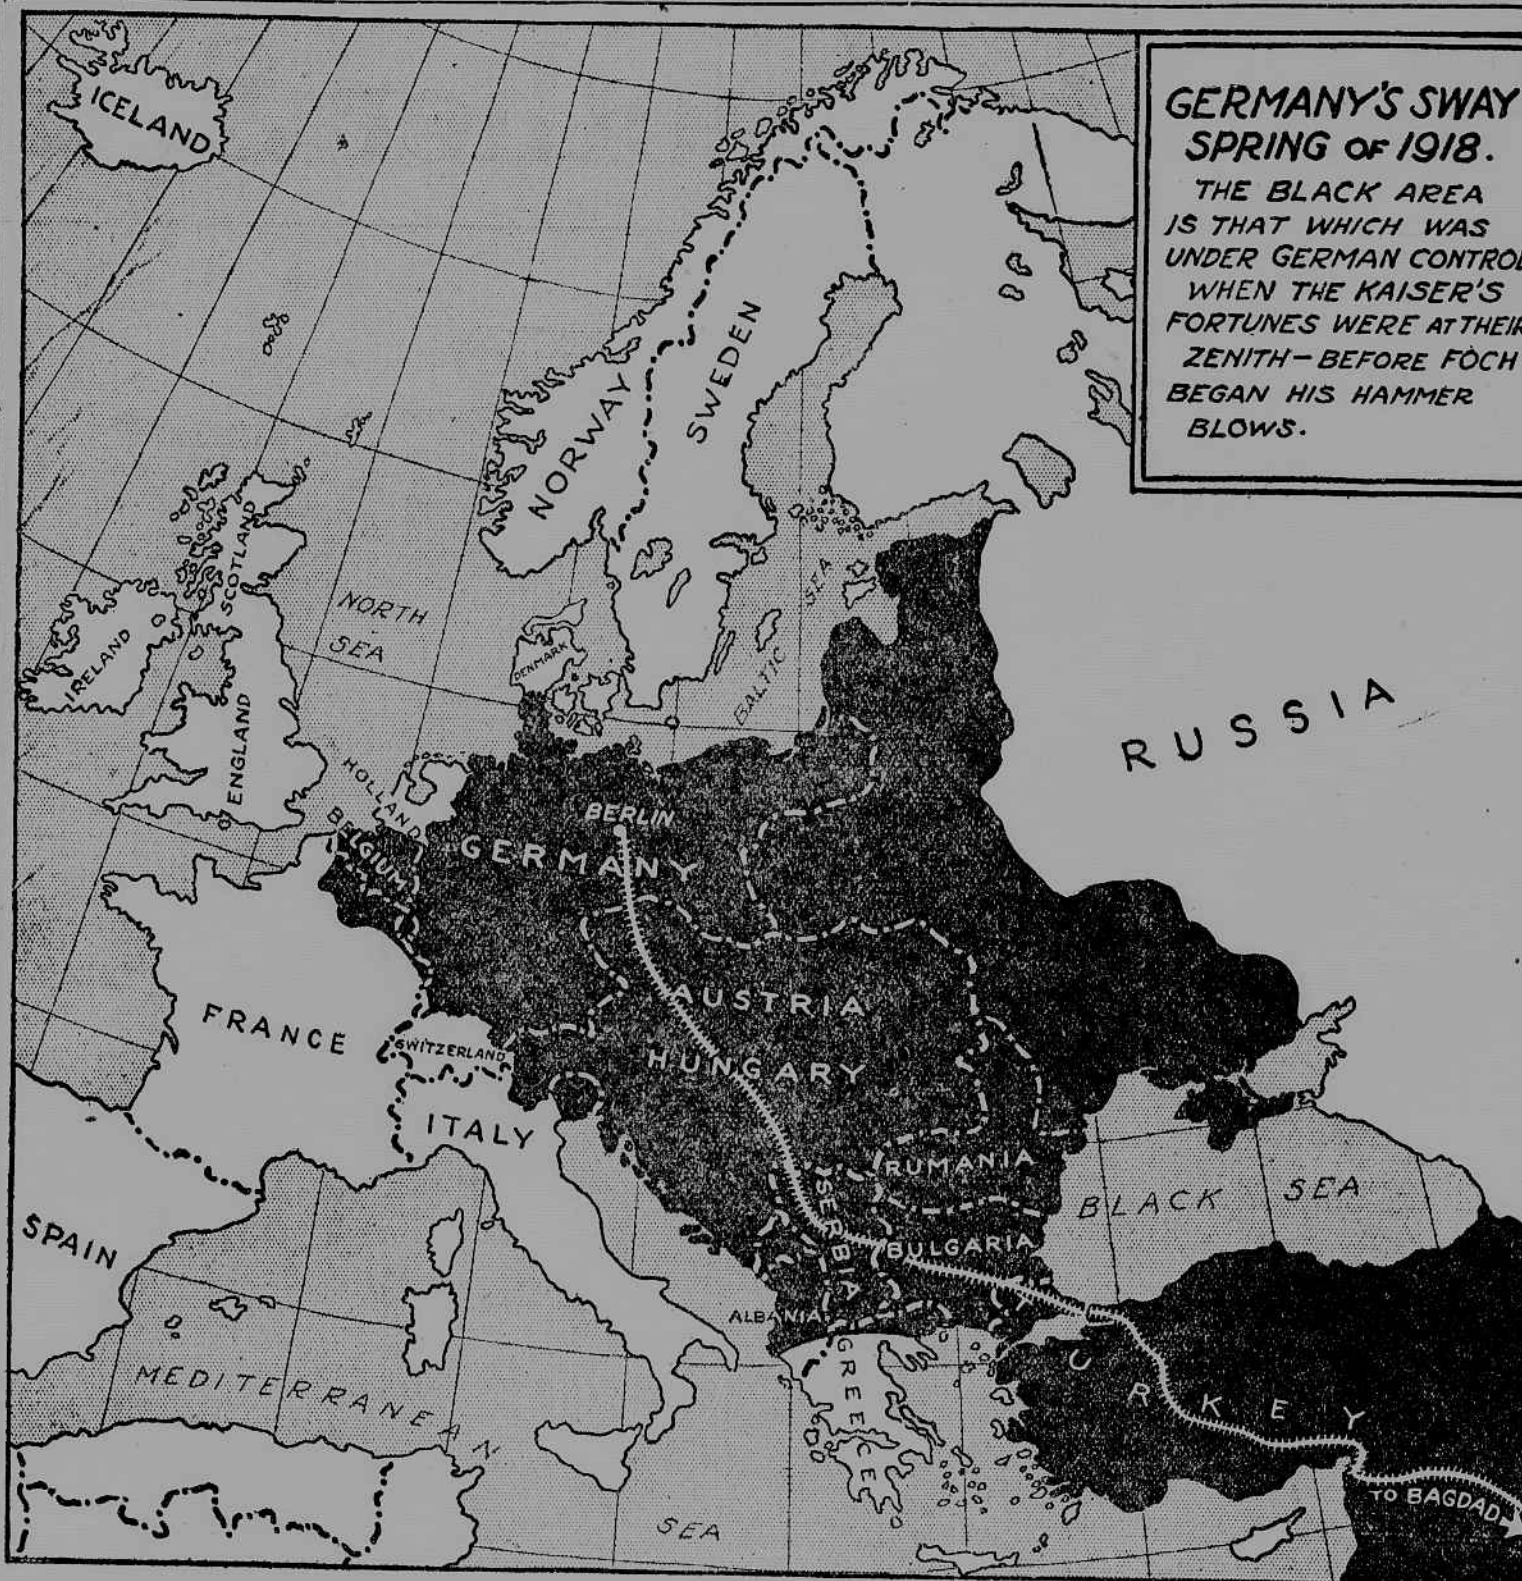 GERMANY'S SWAY
SPRING OF 1918.
THE BLACK AREA
IS THAT WHICH WAS
UNDER GERMAN CONTROL
WHEN THE KAISER'S
FORTUNES WERE AT THEIR
ZENITH—BEFORE FOCH
BEGAN HIS HAMMER
BLOWS.
ICELAND
NORWAY
SWEDEN
SCOTLAND
IRELAND
ENGLAND
NORTH
SEA
DENMARK
BALTIC SEA
HOLLAND
BELGIUM
BERLIN
GERMANY
RUSSIA
FRANCE
SWITZERLAND
AUSTRIA
HUNGARY
ITALY
SPAIN
RUMANIA
SERBIA
BULGARIA
BLACK SEA
ALBANIA
GREECE
TURKEY
MEDITERRANEAN
SEA
TO BAGDAD